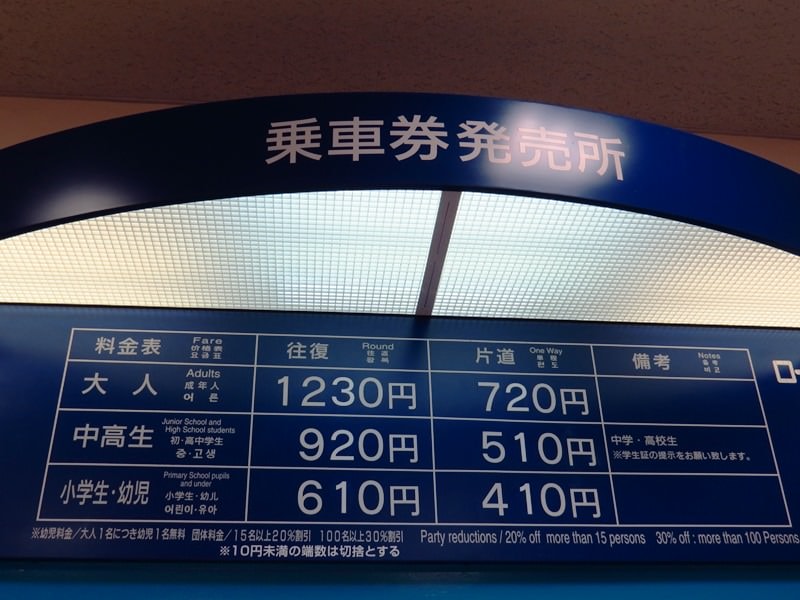 乗車券発売所
料金表 Fare 价格表 요금표 往復 Round 往返 왕복 片道 One Way 単程 편도 備考 Notes 비고
大人 Adults 成年人 어른 1230円 720円
中高生 Junior School and High School students 初·高中学生 중·고생 920円 510円 中学・高校生
※学生証の提示をお願い致します。
小学生・幼児 Primary School pupils and under 小学生·幼儿 어린이·유아 610円 410円
※幼児料金/大人1名につき幼児1名無料 団体料金/15名以上20%割引 100名以上30%割引 Party reductions / 20% off more than 15 persons 30% off : more than 100 Persons
※10円未満の端数は切捨とする